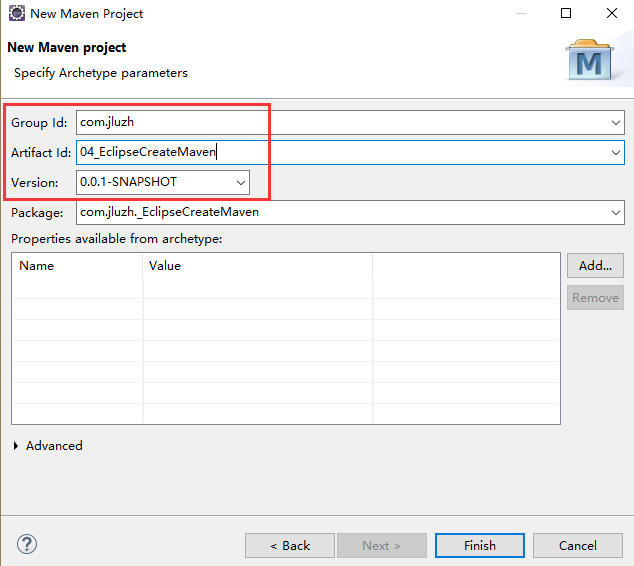 New Maven Project
New Maven project
Specify Archetype parameters
M
Group Id: com.jluzh
Artifact Id: 04_EclipseCreateMaven
Version: 0.0.1-SNAPSHOT
Package: com.jluzh._EclipseCreateMaven
Properties available from archetype:
Name Value
Add...
Remove
Advanced
? < Back Next > Finish Cancel